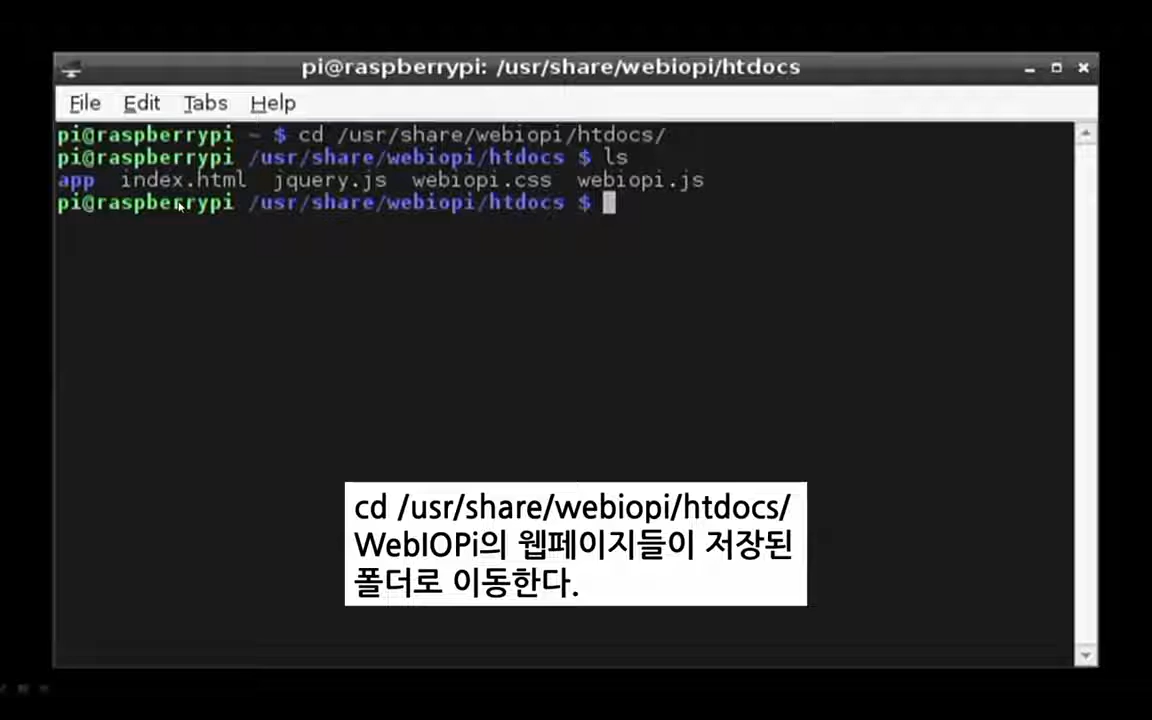 pi@raspberrypi: /usr/share/webiopi/htdocs
File Edit Tabs Help
pi@raspberrypi ~ $ cd /usr/share/webiopi/htdocs/
pi@raspberrypi /usr/share/webiopi/htdocs $ ls
app index.html jquery.js webiopi.css webiopi.js
pi@raspberrypi /usr/share/webiopi/htdocs $
cd /usr/share/webiopi/htdocs/
WebIOPi의 웹페이지들이 저장된
폴더로 이동한다.